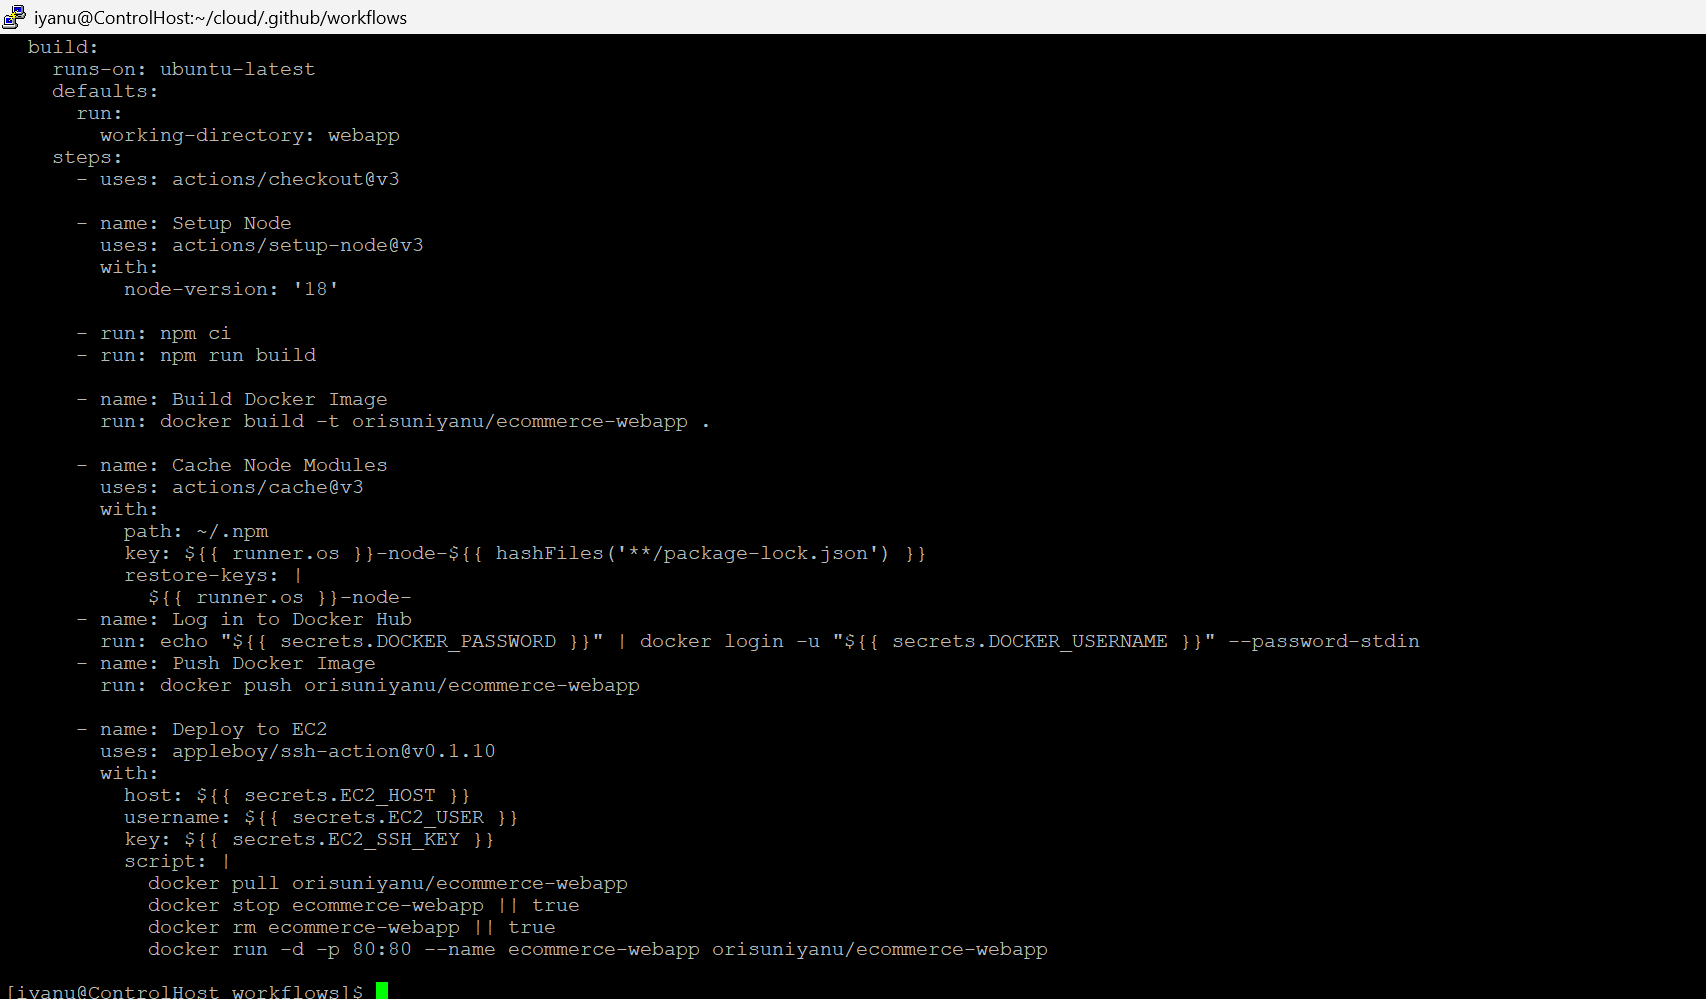 iyanu@ControlHost:~/cloud/.github/workflows
build:
runs-on: ubuntu-latest
defaults:
run:
working-directory: webapp
steps:
- uses: actions/checkout@v3
- name: Setup Node
uses: actions/setup-node@v3
with:
node-version: '18'
- run: npm ci
- run: npm run build
- name: Build Docker Image
run: docker build -t orisuniyanu/ecommerce-webapp .
- name: Cache Node Modules
uses: actions/cache@v3
with:
path: ~/.npm
key: ${{ runner.os }}-node-${{ hashFiles('**/package-lock.json') }}
restore-keys: |
${{ runner.os }}-node-
- name: Log in to Docker Hub
run: echo "${{ secrets.DOCKER_PASSWORD }}" | docker login -u "${{ secrets.DOCKER_USERNAME }}" --password-stdin
- name: Push Docker Image
run: docker push orisuniyanu/ecommerce-webapp
- name: Deploy to EC2
uses: appleboy/ssh-action@v0.1.10
with:
host: ${{ secrets.EC2_HOST }}
username: ${{ secrets.EC2_USER }}
key: ${{ secrets.EC2_SSH_KEY }}
script: |
docker pull orisuniyanu/ecommerce-webapp
docker stop ecommerce-webapp || true
docker rm ecommerce-webapp || true
docker run -d -p 80:80 --name ecommerce-webapp orisuniyanu/ecommerce-webapp
[iyanu@ControlHost workflows]$